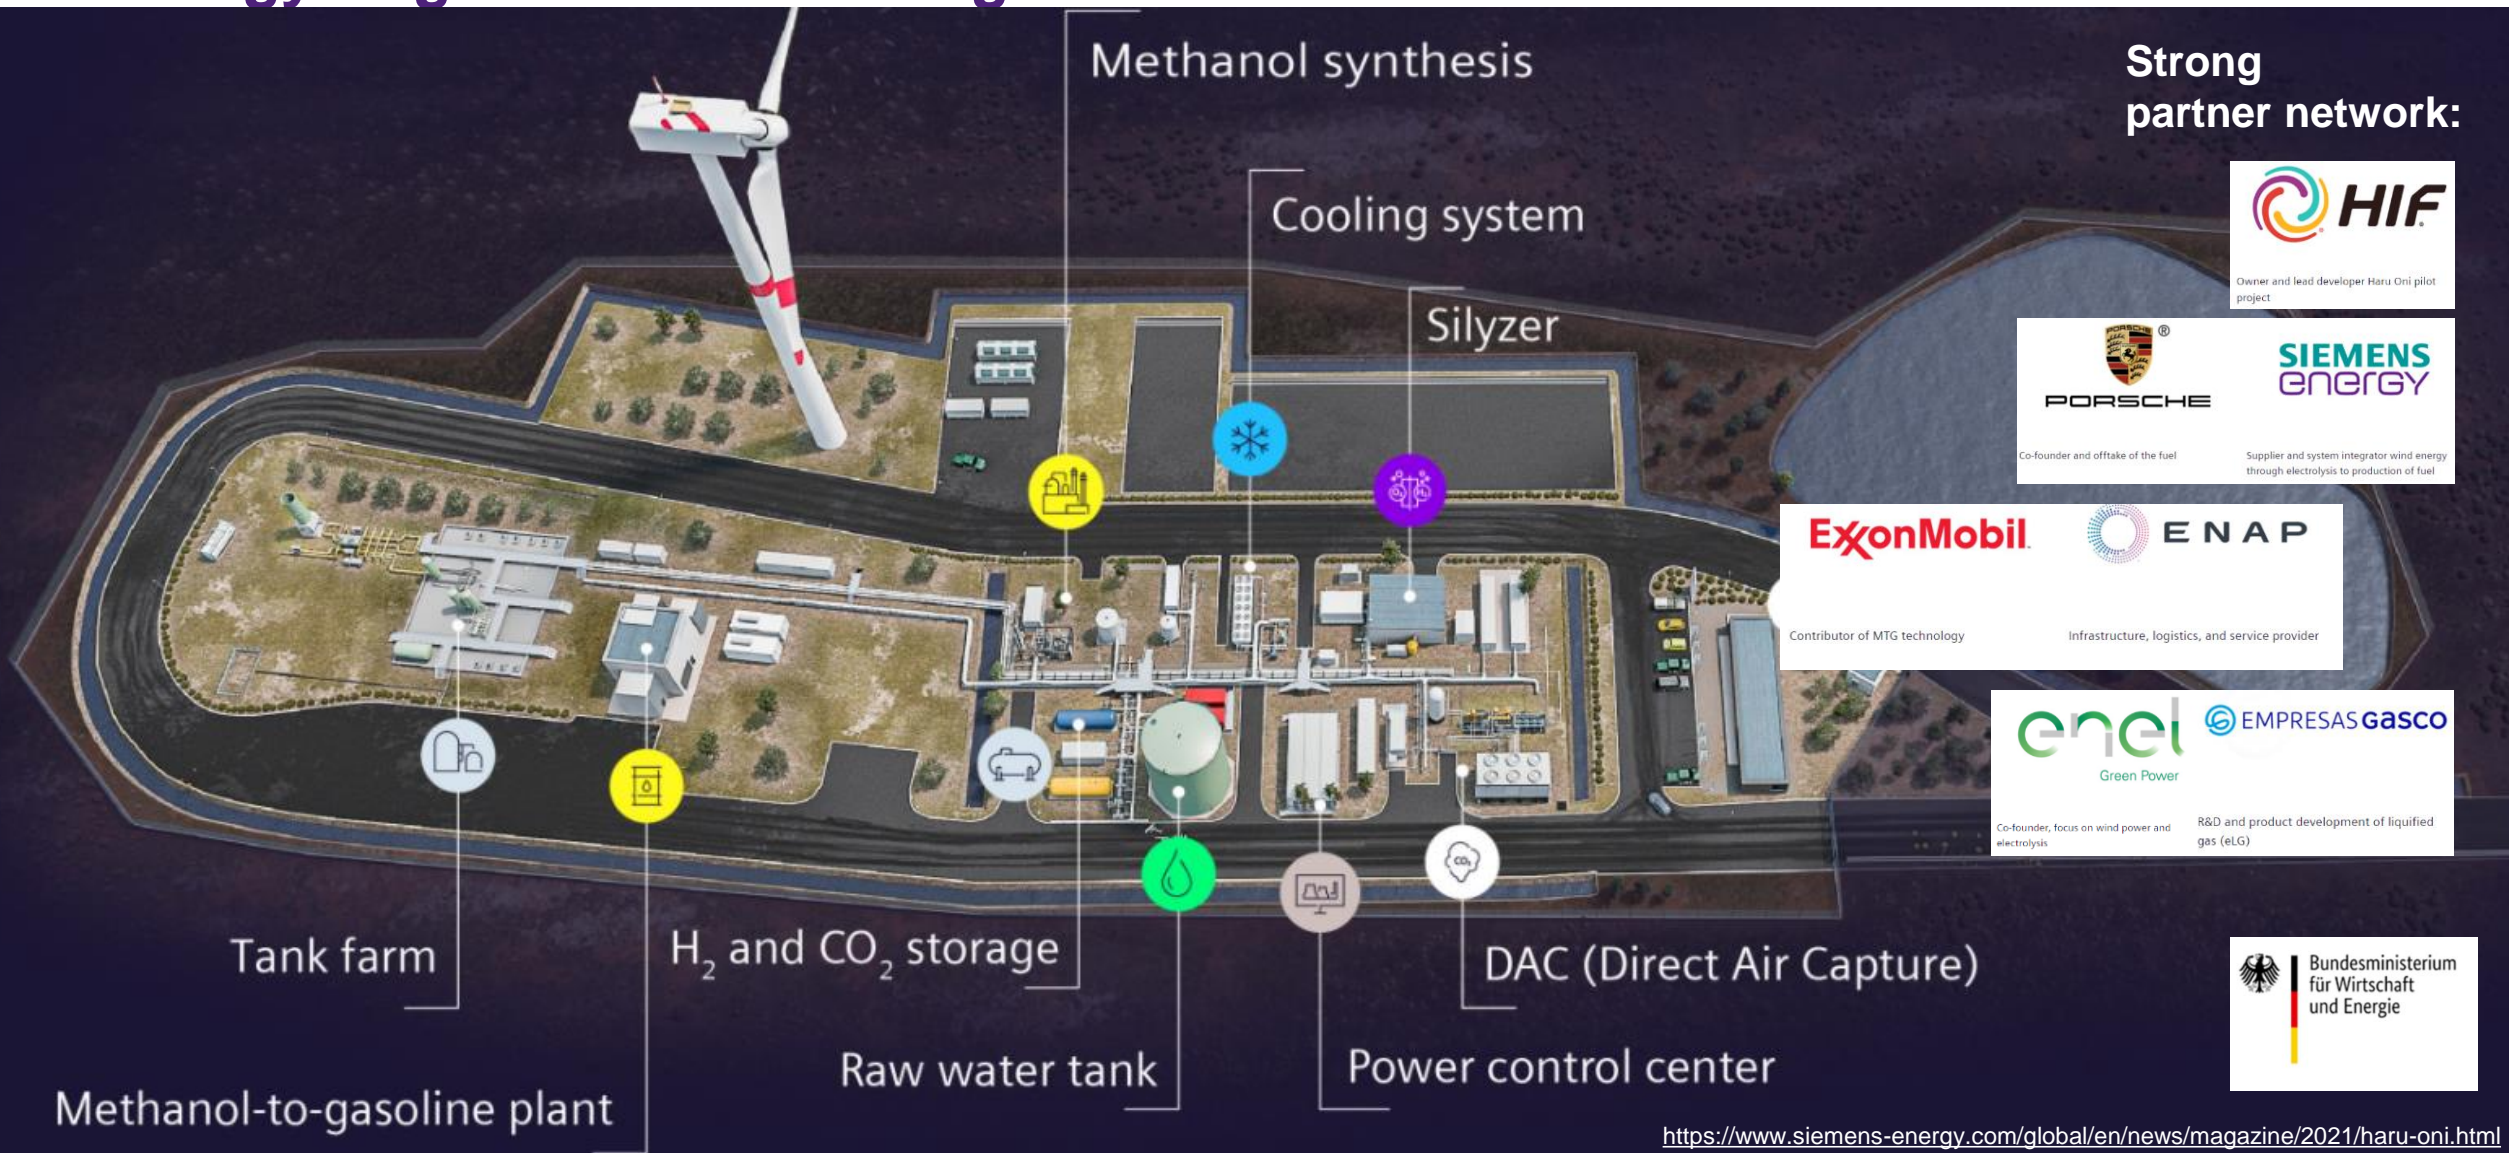 Methanol synthesis
Cooling system
Silyzer
Strong
partner network:
HIF
Owner and lead developer Haru Oni pilot
project
PORSCHE
®
PORSCHE
Co-founder and offtake of the fuel
SIEMENS
energy
Supplier and system integrator wind energy
through electrolysis to production of fuel
ExxonMobil
Contributor of MTG technology
ENAP
Infrastructure, logistics, and service provider
enel
Green Power
Co-founder, focus on wind power and
electrolysis
EMPRESAS GASCO
R&D and product development of liquified
gas (eLG)
O₂ H₂
CO₂
Tank farm
H₂ and CO₂ storage
DAC (Direct Air Capture)
Raw water tank
Power control center
Methanol-to-gasoline plant
Bundesministerium
für Wirtschaft
und Energie
https://www.siemens-energy.com/global/en/news/magazine/2021/haru-oni.html